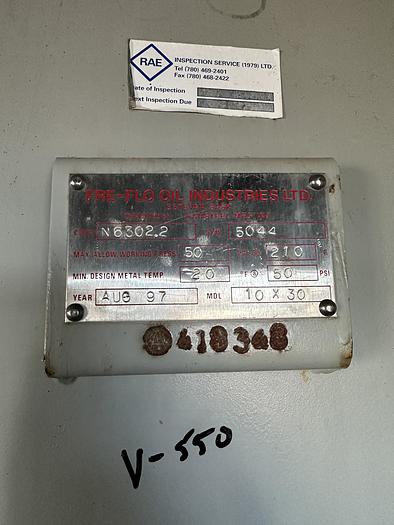 RAE
INSPECTION SERVICE (1979) LTD.
Tel (780) 469-2401
Fax (780) 468-2422
ate of Inspection
ext Inspection Due
FRE-FLO OIL INDUSTRIES LTD.
N6302.2 5044
MAX. ALLOW. WORKING PRESS 50 210 F
MIN. DESIGN METAL TEMP -20 °F @ 50 PSI
YEAR AUG 97 MDL 10 X 30
A 418348
V-550